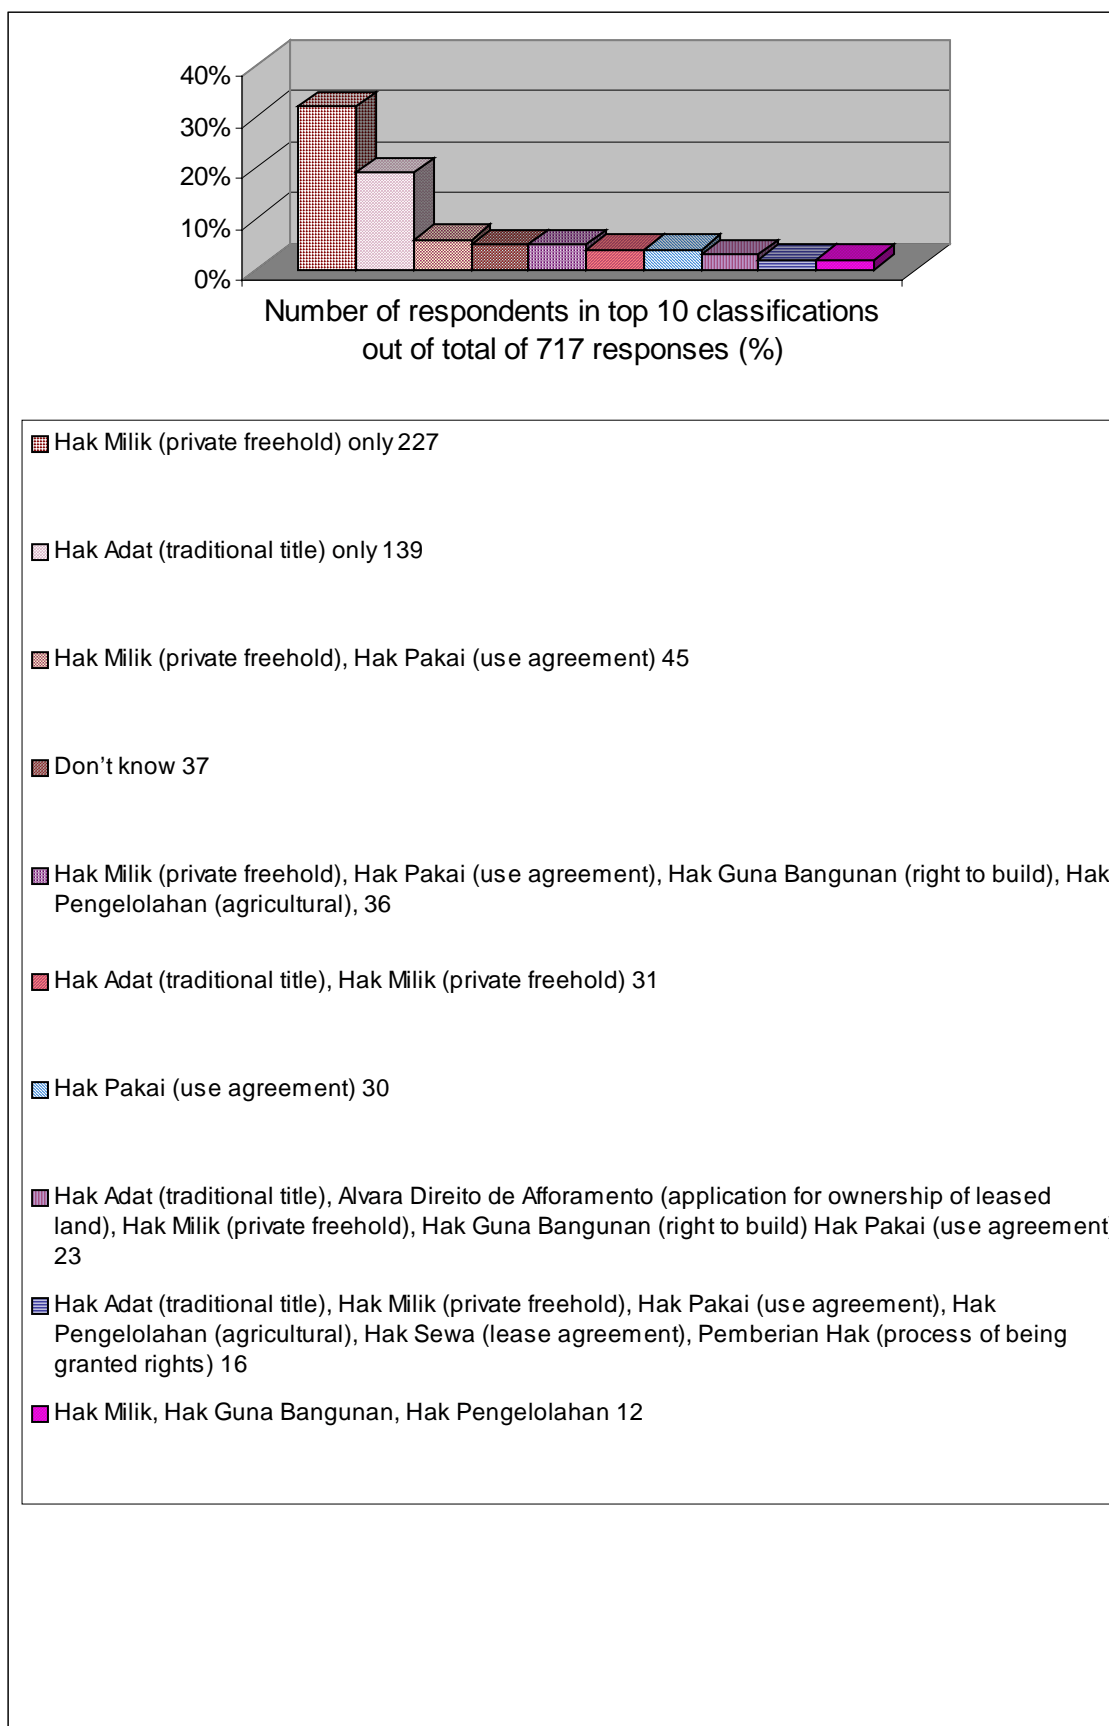 40%
30%
20%
10%
0%
Number of respondents in top 10 classifications
out of total of 717 responses (%)
Hak Milik (private freehold) only 227
Hak Adat (traditional title) only 139
Hak Milik (private freehold), Hak Pakai (use agreement) 45
Don’t know 37
Hak Milik (private freehold), Hak Pakai (use agreement), Hak Guna Bangunan (right to build), Hak
Pengelolahan (agricultural), 36
Hak Adat (traditional title), Hak Milik (private freehold) 31
Hak Pakai (use agreement) 30
Hak Adat (traditional title), Alvara Direito de Afforamento (application for ownership of leased
land), Hak Milik (private freehold), Hak Guna Bangunan (right to build) Hak Pakai (use agreement)
23
Hak Adat (traditional title), Hak Milik (private freehold), Hak Pakai (use agreement), Hak
Pengelolahan (agricultural), Hak Sewa (lease agreement), Pemberian Hak (process of being
granted rights) 16
Hak Milik, Hak Guna Bangunan, Hak Pengelolahan 12